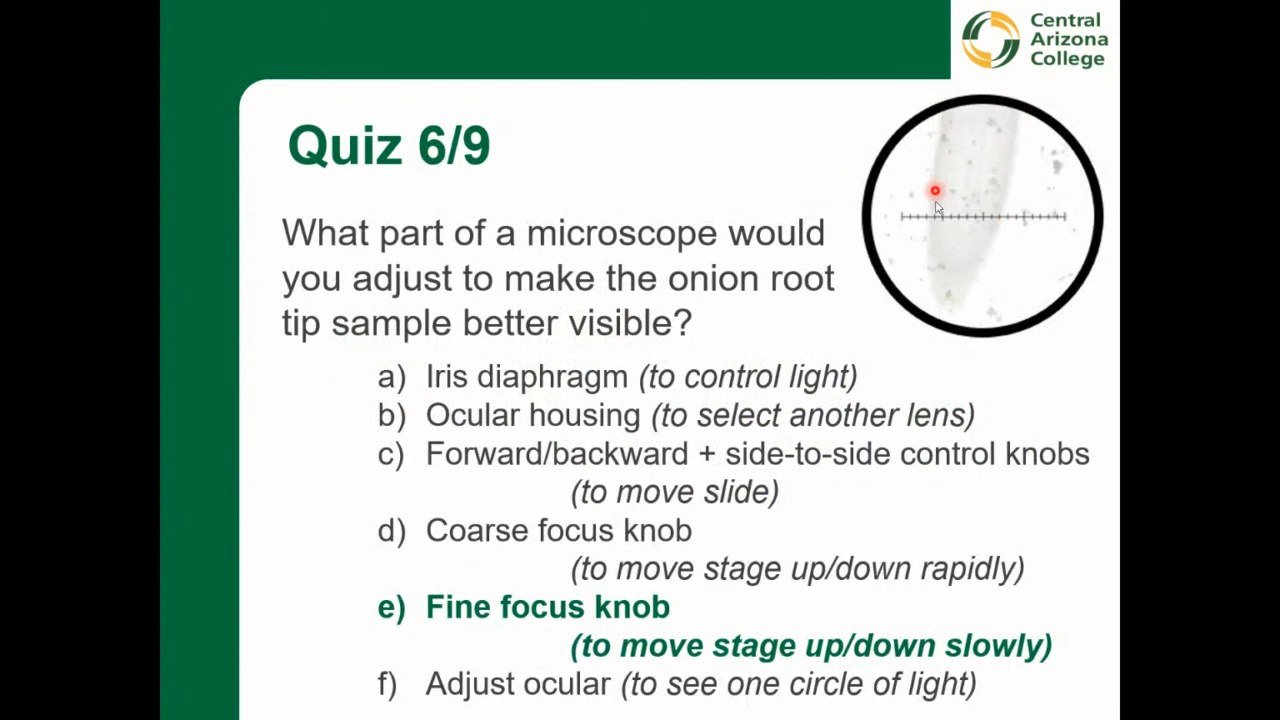 Central
Arizona
College
Quiz 6/9
What part of a microscope would
you adjust to make the onion root
tip sample better visible?
a) Iris diaphragm (to control light)
b) Ocular housing (to select another lens)
c) Forward/backward + side-to-side control knobs
(to move slide)
d) Coarse focus knob
(to move stage up/down rapidly)
e) Fine focus knob
(to move stage up/down slowly)
f) Adjust ocular (to see one circle of light)